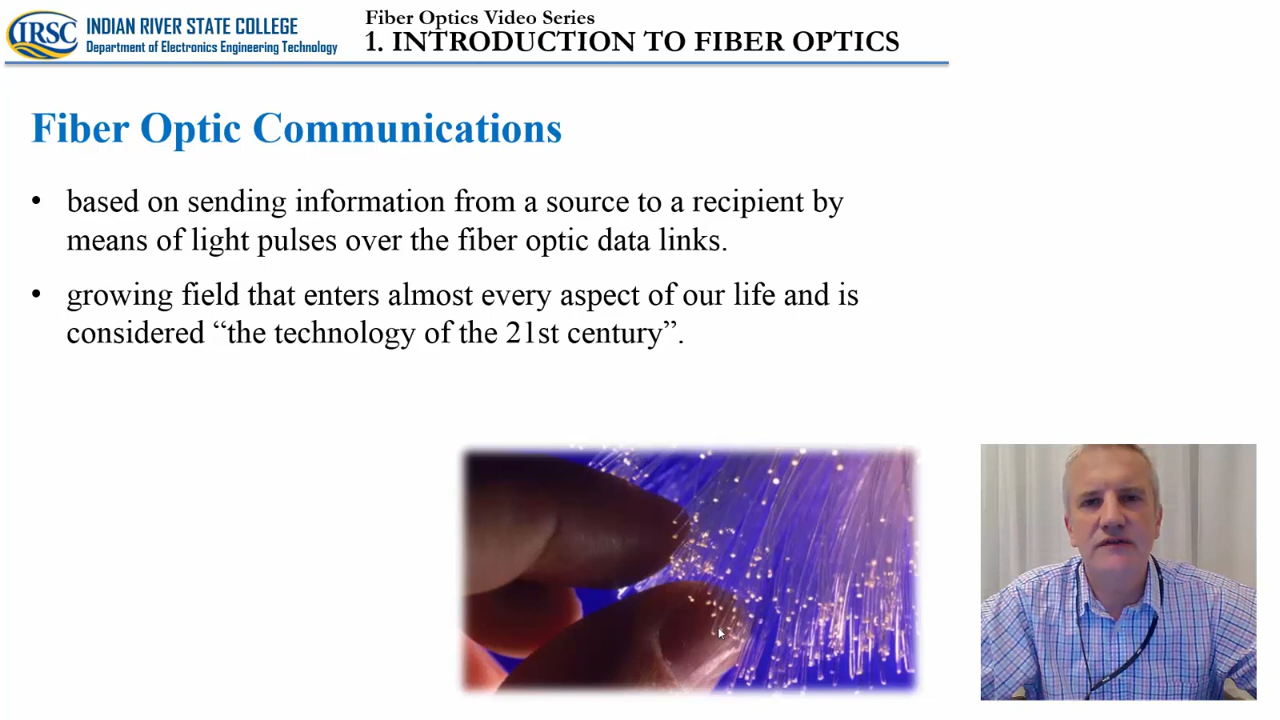 IRSC
INDIAN RIVER STATE COLLEGE
Department of Electronics Engineering Technology
Fiber Optics Video Series
1. INTRODUCTION TO FIBER OPTICS
Fiber Optic Communications
• based on sending information from a source to a recipient by
means of light pulses over the fiber optic data links.
• growing field that enters almost every aspect of our life and is
considered “the technology of the 21st century”.